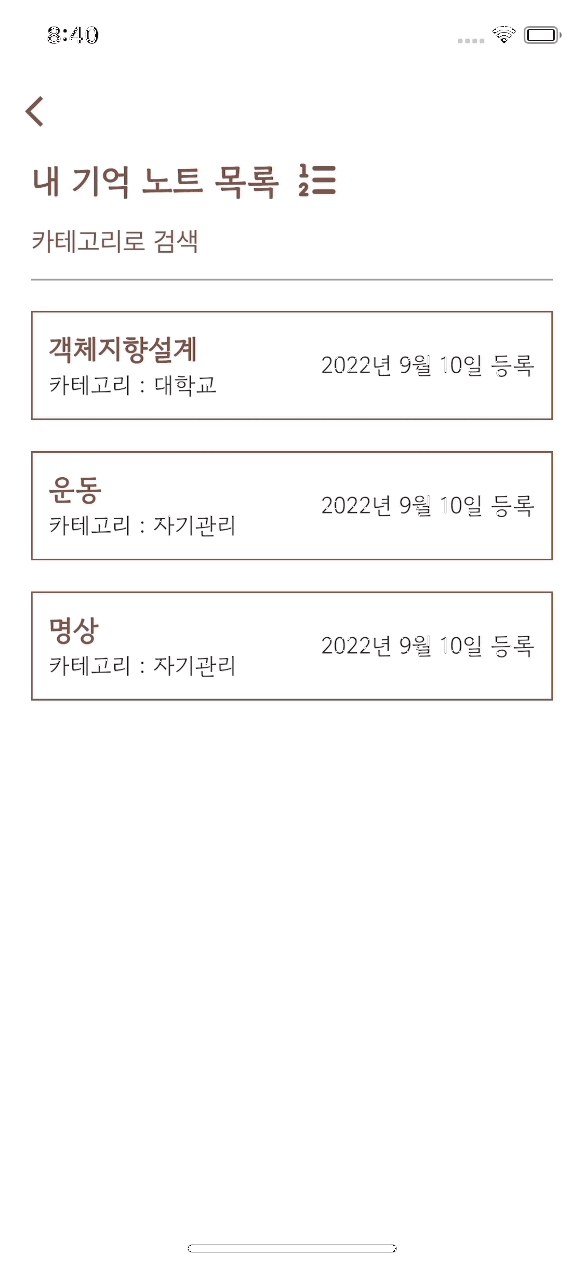 8:40
내 기억 노트 목록
카테고리로 검색
객체지향설계
카테고리 : 대학교
2022년 9월 10일 등록
운동
카테고리 : 자기관리
2022년 9월 10일 등록
명상
카테고리 : 자기관리
2022년 9월 10일 등록